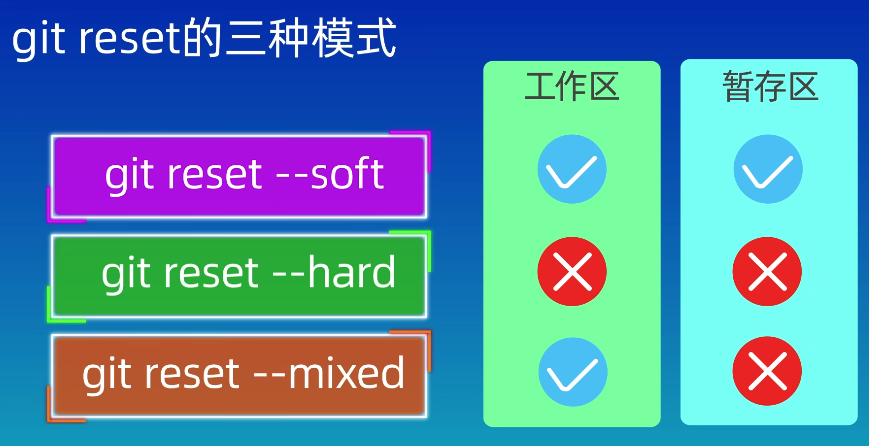 git reset的三种模式
工作区
暂存区
git reset --soft
git reset --hard
git reset --mixed